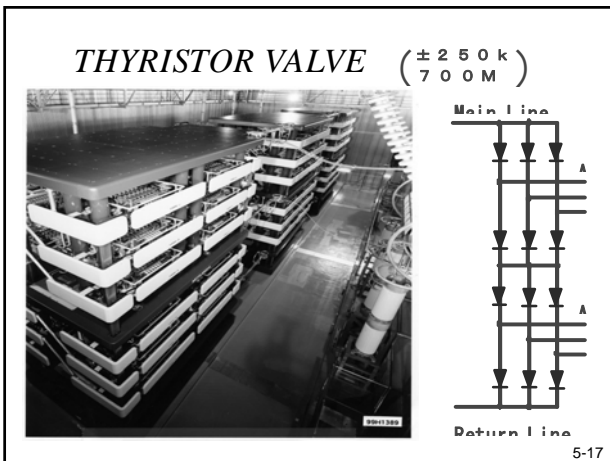 THYRISTOR VALVE
±250k
700M
Main Line
A
A
Return Line
99H1389
5-17